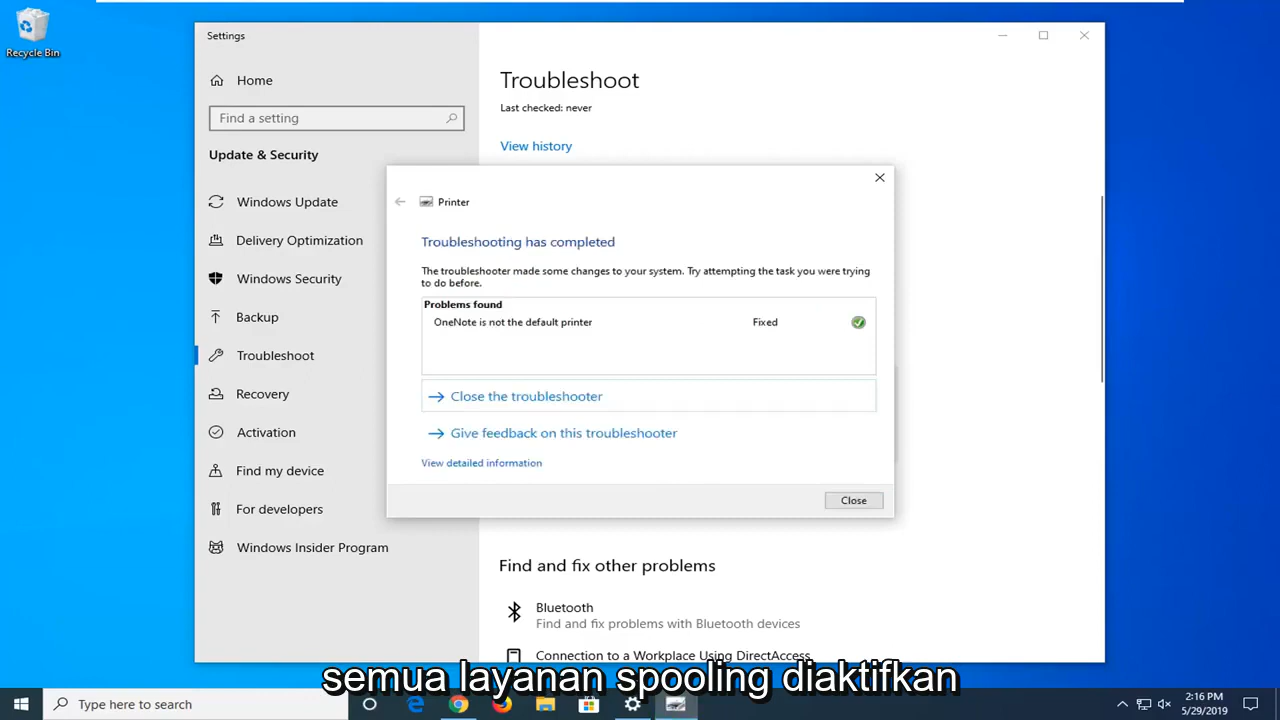 Recycle Bin
Settings
Home
Find a setting
Update & Security
Windows Update
Delivery Optimization
Windows Security
Backup
Troubleshoot
Recovery
Activation
Find my device
For developers
Windows Insider Program
Troubleshoot
Last checked: never
View history
Printer
Troubleshooting has completed
The troubleshooter made some changes to your system. Try attempting the task you were trying
to do before.
Problems found
OneNote is not the default printer Fixed
Close the troubleshooter
Give feedback on this troubleshooter
View detailed information
Close
Find and fix other problems
Bluetooth
Find and fix problems with Bluetooth devices
Connection to a Workplace Using DirectAccess
semua layanan spooling diaktifkan
Type here to search
2:16 PM
5/29/2019